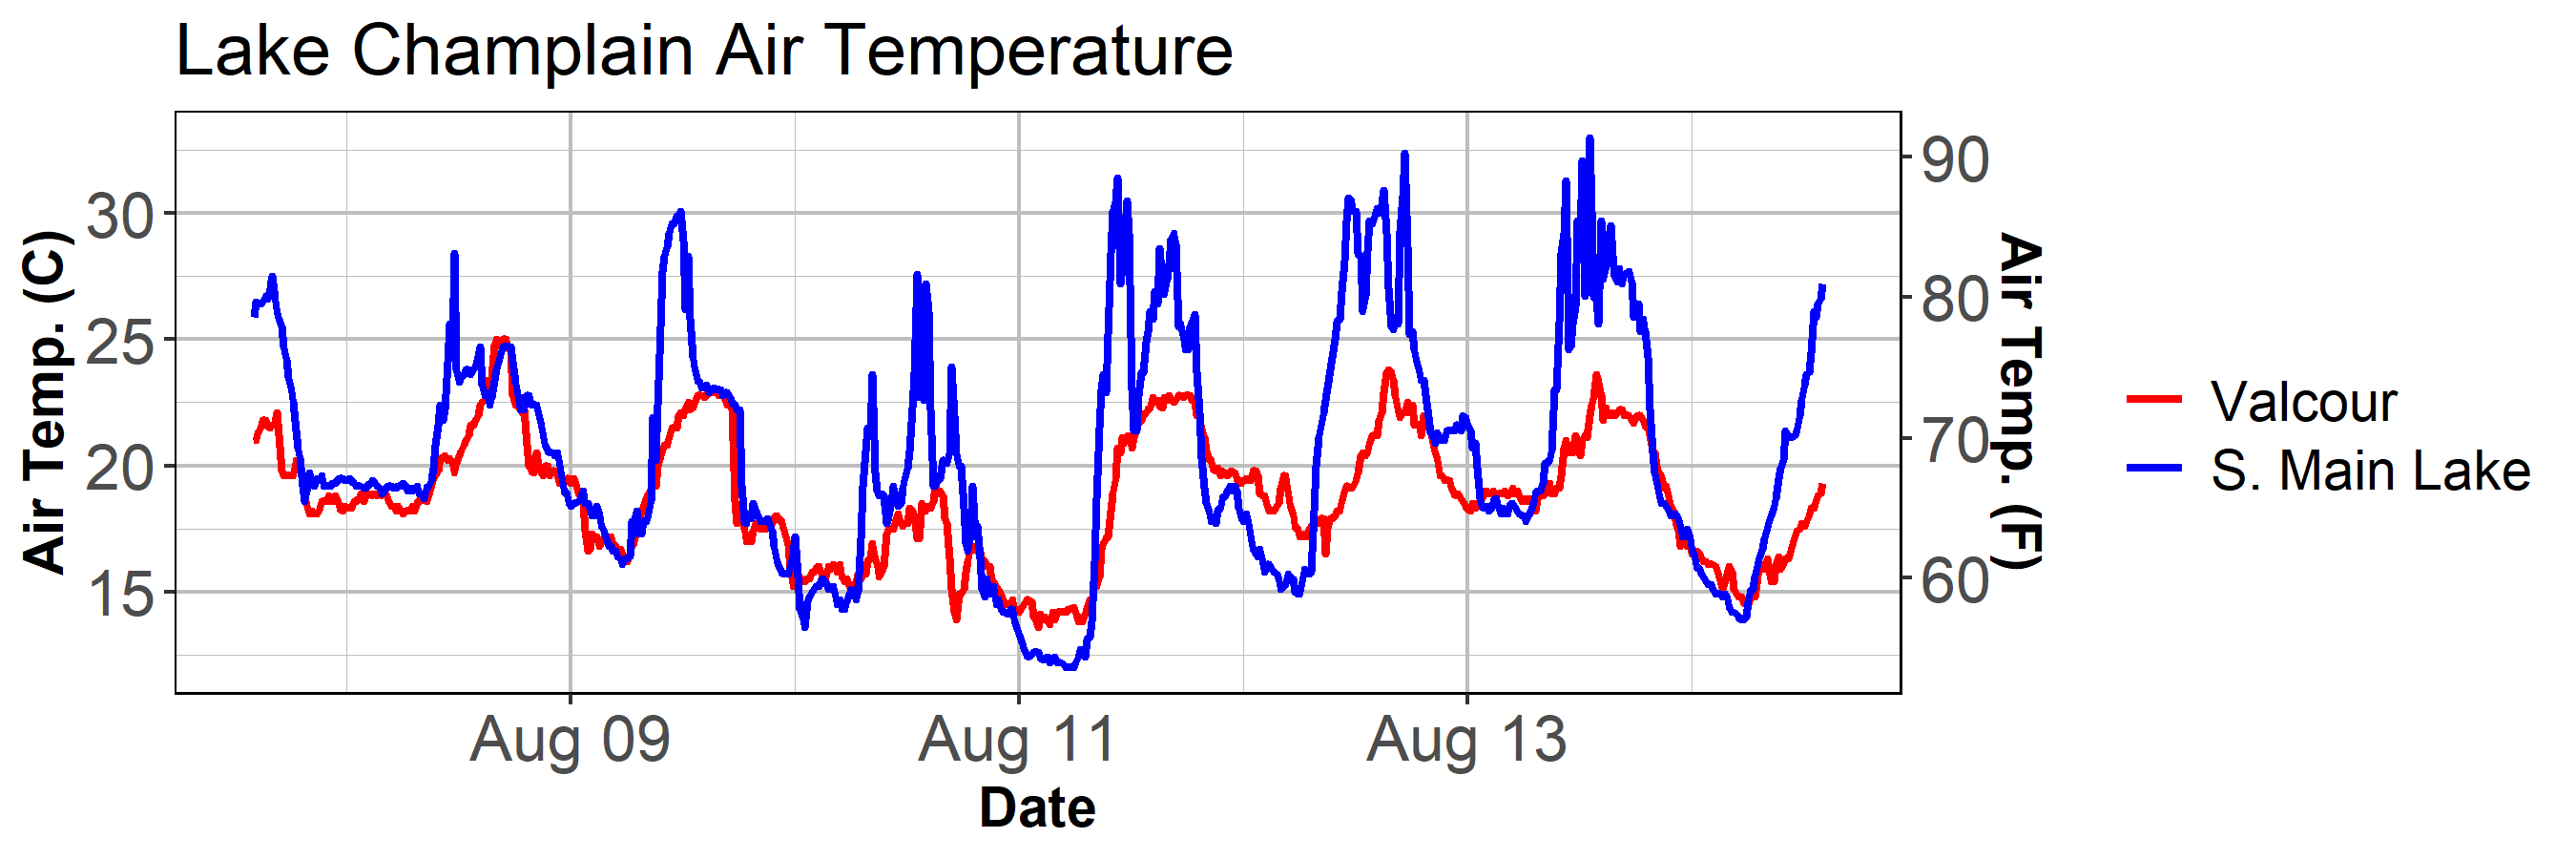 Lake Champlain Air Temperature
Air Temp. (C)
30
25
20
15
90
80
70
60
Air Temp. (F)
Aug 09
Aug 11
Aug 13
Date
Valcour
S. Main Lake